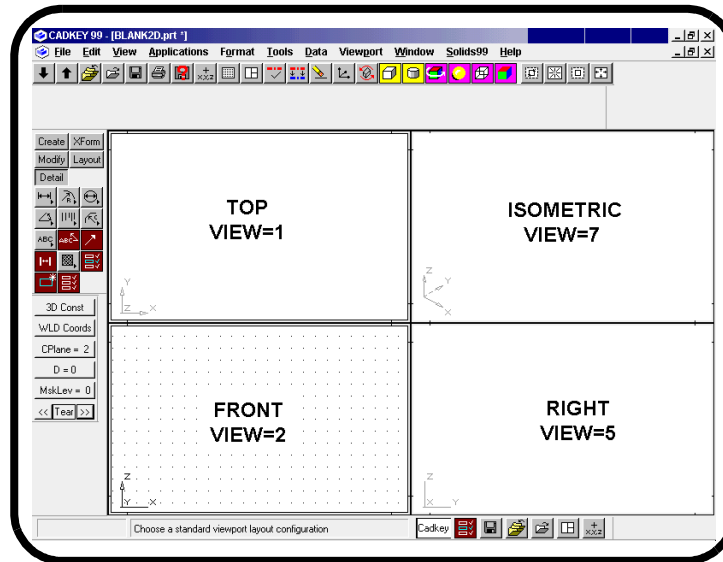 CADKEY 99 - [BLANK2D.prt *]
File Edit View Applications Format Tools Data Viewport Window Solids99 Help
+
x,y,z
Create XForm
Modify Layout
Detail
R
ABC ABC
3D Const
WLD Coords
CPlane = 2
D = 0
MskLev = 0
<< Tear >>
TOP
VIEW=1
Y
Z X
ISOMETRIC
VIEW=7
Z
Y
X
FRONT
VIEW=2
Z
Y X
RIGHT
VIEW=5
Z
X Y
Choose a standard viewport layout configuration
Cadkey